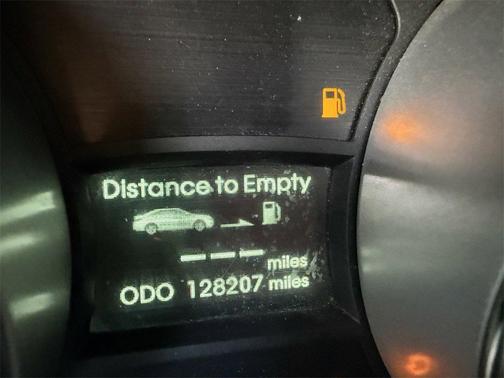 Distance to Empty
--- miles
ODO 128207 miles